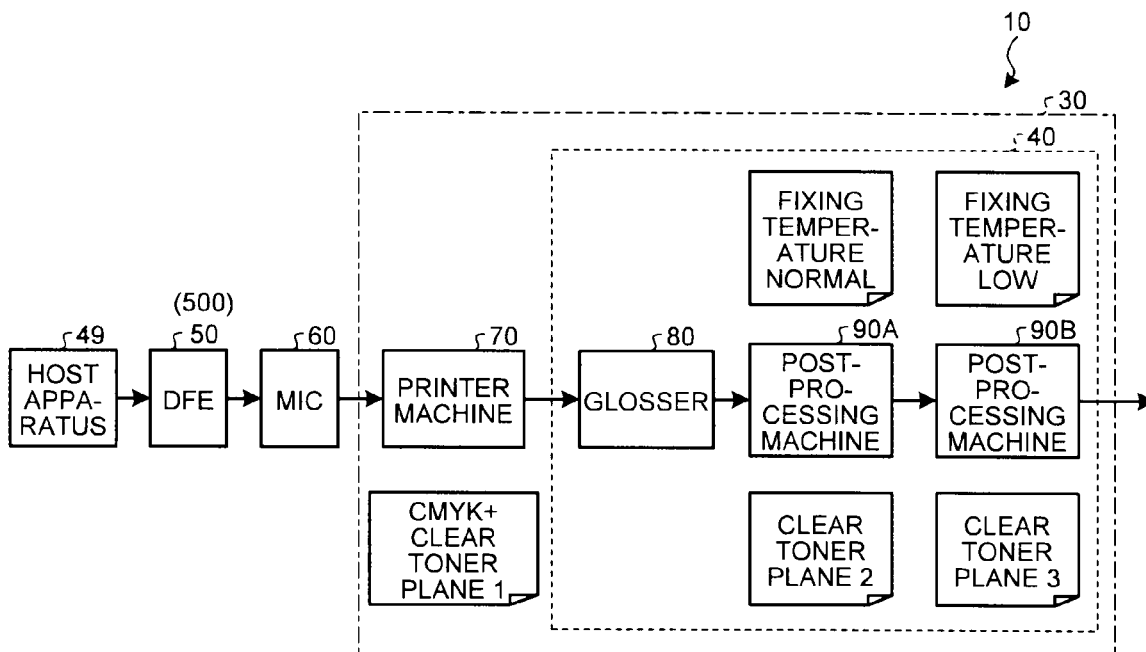 10
30
40
FIXING
TEMPER-
ATURE
NORMAL
FIXING
TEMPER-
ATURE
LOW
(500)
49
50
60
70
80
90A
90B
HOST
APPA-
RATUS
DFE
MIC
PRINTER
MACHINE
GLOSSER
POST-
PRO-
CESSING
MACHINE
POST-
PRO-
CESSING
MACHINE
CMYK+
CLEAR
TONER
PLANE 1
CLEAR
TONER
PLANE 2
CLEAR
TONER
PLANE 3